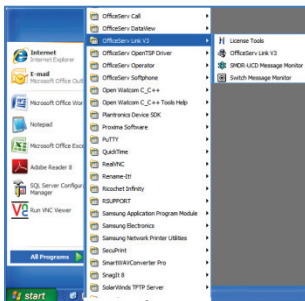 Internet
Internet Explorer
E-mail
Microsoft Office Outl
Microsoft Office Wor
Notepad
Microsoft Office Exce
Adobe Reader 8
SQL Server Configur
Manager
Run VNC Viewer
All Programs
start
OfficeServ Call
OfficeServ DataView
OfficeServ Link V3
OfficeServ OpenTSP Driver
OfficeServ Operator
OfficeServ Softphone
Open Watcom C_C++
Open Watcom C_C++ Tools Help
Plantronics Device SDK
Proxima Software
PuTTY
QuickTime
RealVNC
Rename-It!
Ricochet Infinity
RSUPPORT
Samsung Application Program Module
Samsung Electronics
Samsung Network Printer Utilities
SecuPrint
SmartWAVConverter Pro
SnagIt 8
SolarWinds TFTP Server
License Tools
OfficeServ Link V3
SMDR-UCD Message Monitor
Switch Message Monitor